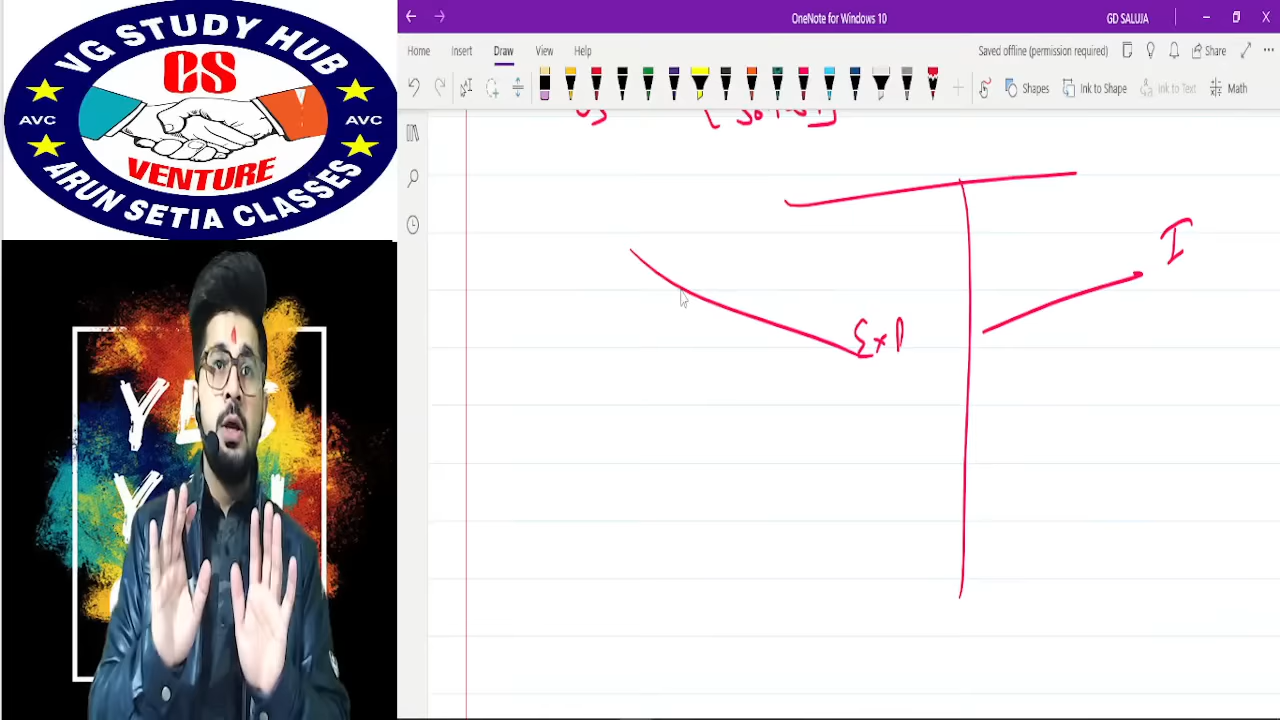 VG STUDY HUB
CS
AVC
AVC
VENTURE
ARUN SETIA CLASSES
OneNote for Windows 10
GD SALUJA
Home
Insert
Draw
View
Help
Saved offline (permission required)
Share
Shapes
Ink to Shape
Ink to Text
Math
I
Exp